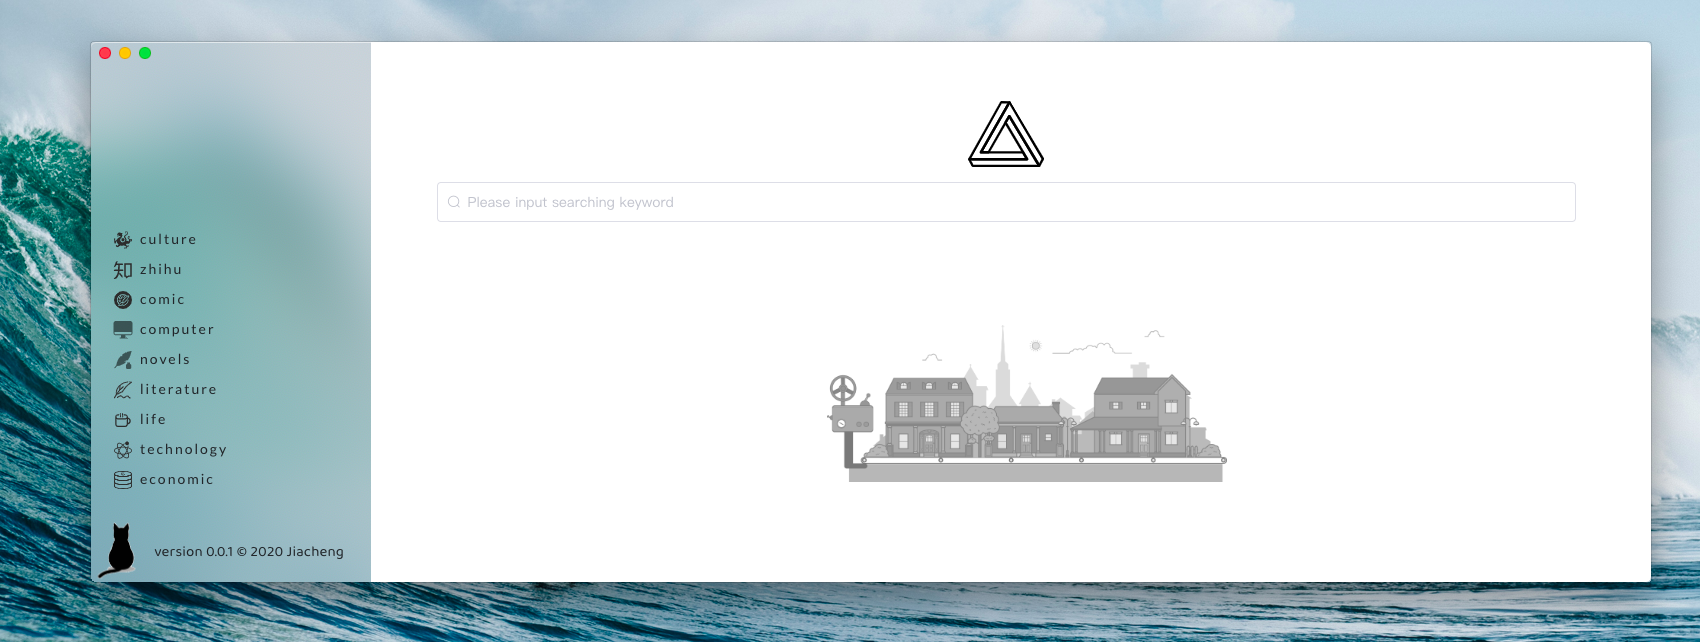 Please input searching keyword
culture
知 zhihu
comic
computer
novels
literature
life
technology
economic
version 0.0.1 © 2020 Jiacheng